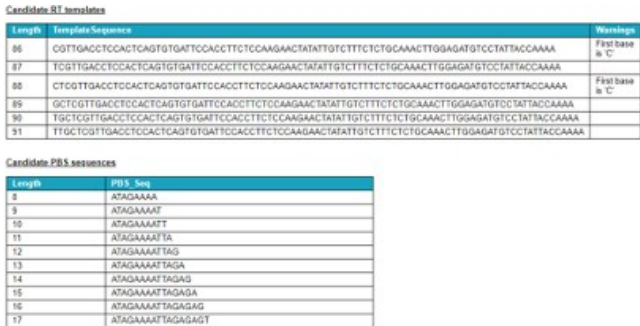 Candidate RT templates
Length TemplateSequence Warnings
86 CGTTGACCTCCACTCAGTGTGATTCCACCTTCTCCAAGAACTATATTGTCTTTCTCTGCAAACTTGGAGATGTCCTATTACCAAAA First base is 'C'
87 TCGTTGACCTCCACTCAGTGTGATTCCACCTTCTCCAAGAACTATATTGTCTTTCTCTGCAAACTTGGAGATGTCCTATTACCAAAA
88 CTCGTTGACCTCCACTCAGTGTGATTCCACCTTCTCCAAGAACTATATTGTCTTTCTCTGCAAACTTGGAGATGTCCTATTACCAAAA First base is 'C'
89 GCTCGTTGACCTCCACTCAGTGTGATTCCACCTTCTCCAAGAACTATATTGTCTTTCTCTGCAAACTTGGAGATGTCCTATTACCAAAA
90 TGCTCGTTGACCTCCACTCAGTGTGATTCCACCTTCTCCAAGAACTATATTGTCTTTCTCTGCAAACTTGGAGATGTCCTATTACCAAAA
91 TTGCTCGTTGACCTCCACTCAGTGTGATTCCACCTTCTCCAAGAACTATATTGTCTTTCTCTGCAAACTTGGAGATGTCCTATTACCAAAA
Candidate PBS sequences
Length PBS_Seq
8 ATAGAAAA
9 ATAGAAAAT
10 ATAGAAAATT
11 ATAGAAAATTA
12 ATAGAAAATTAG
13 ATAGAAAATTAGA
14 ATAGAAAATTAGAG
15 ATAGAAAATTAGAGA
16 ATAGAAAATTAGAGAG
17 ATAGAAAATTAGAGAGT